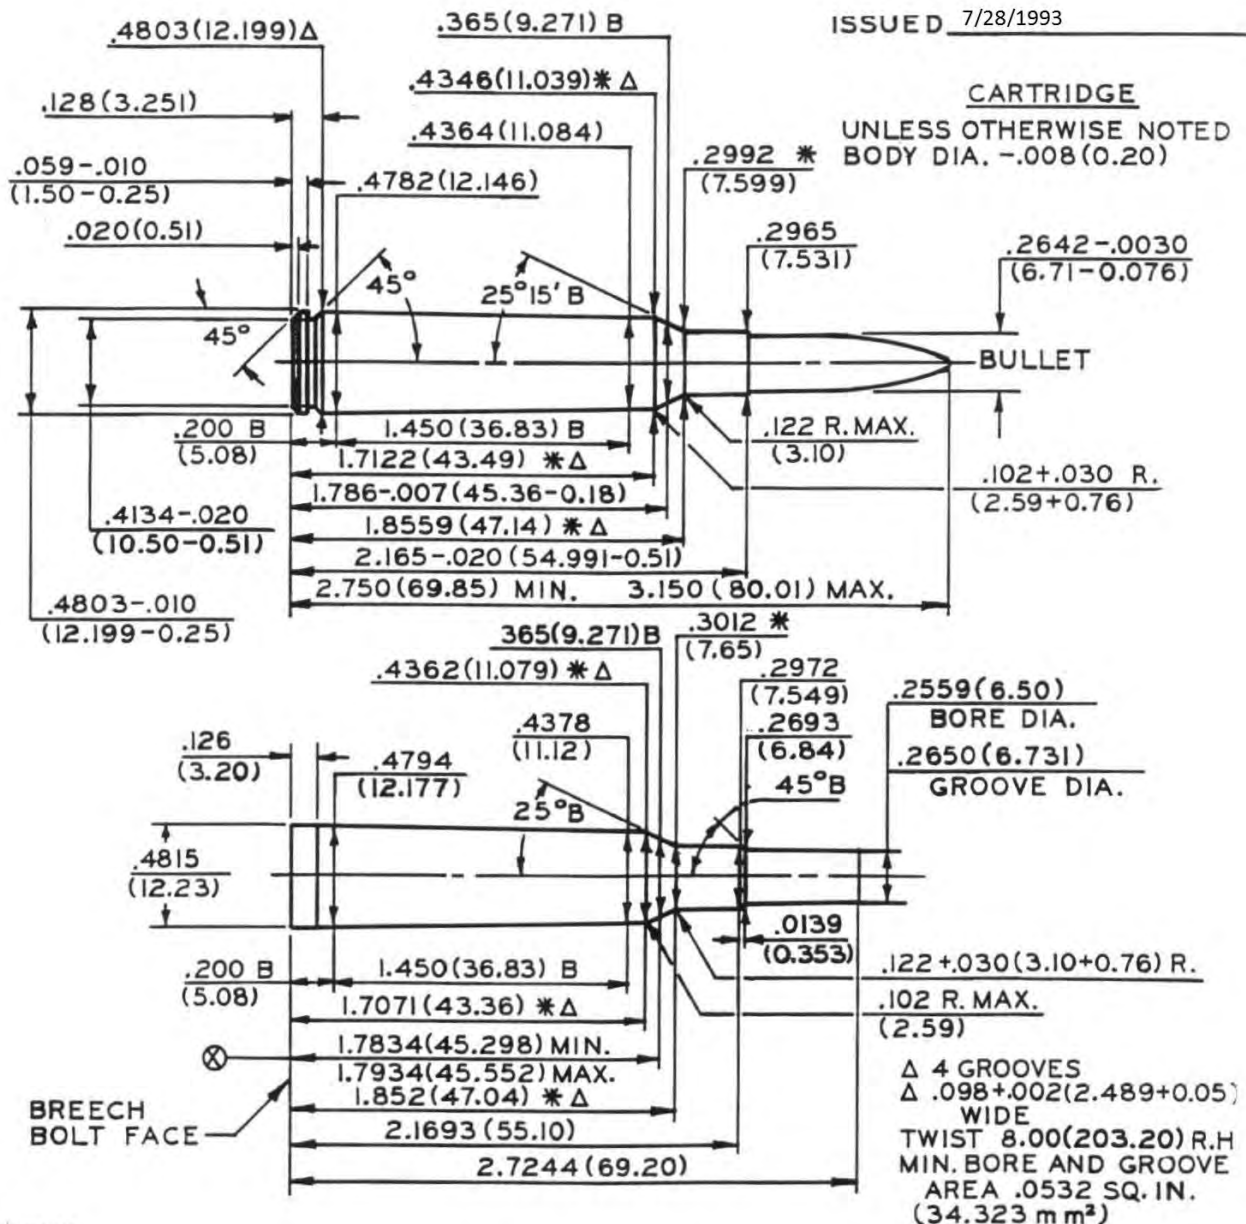 ISSUED 7/28/1993
.4803(12.199)Δ
.365(9.271) B
.4346(11.039)*Δ
CARTRIDGE
.128(3.251)
.4364(11.084)
UNLESS OTHERWISE NOTED
BODY DIA. -.008(0.20)
.059-.010
(1.50-0.25)
.4782(12.146)
.2992 *
(7.599)
.020(0.51)
.2965
(7.531)
.2642-.0030
(6.71-0.076)
45°
25°15' B
45°
BULLET
.200 B
(5.08)
1.450(36.83) B
.122 R. MAX.
(3.10)
1.7122(43.49) *Δ
.102+.030 R.
(2.59+0.76)
1.786-.007(45.36-0.18)
.4134-.020
(10.50-0.51)
1.8559(47.14) *Δ
2.165-.020(54.991-0.51)
2.750(69.85) MIN. 3.150(80.01) MAX.
.4803-.010
(12.199-0.25)
.365(9.271)B
.3012 *
(7.65)
.4362(11.079) *Δ
.2972
(7.549)
.2559(6.50)
BORE DIA.
.4378
(11.12)
.2693
(6.84)
.126
(3.20)
.4794
(12.177)
.2650(6.731)
GROOVE DIA.
45°B
25°B
.4815
(12.23)
.0139
(0.353)
.200 B
(5.08)
1.450(36.83) B
.122+.030(3.10+0.76) R.
1.7071(43.36) *Δ
.102 R. MAX.
(2.59)
Ⓧ
1.7834(45.298) MIN.
1.7934(45.552) MAX.
1.852(47.04) *Δ
BREECH
BOLT FACE
2.1693(55.10)
2.7244(69.20)
Δ 4 GROOVES
Δ .098+.002(2.489+0.05)
WIDE
TWIST 8.00(203.20)R.H
MIN. BORE AND GROOVE
AREA .0532 SQ. IN.
(34.323 mm²)